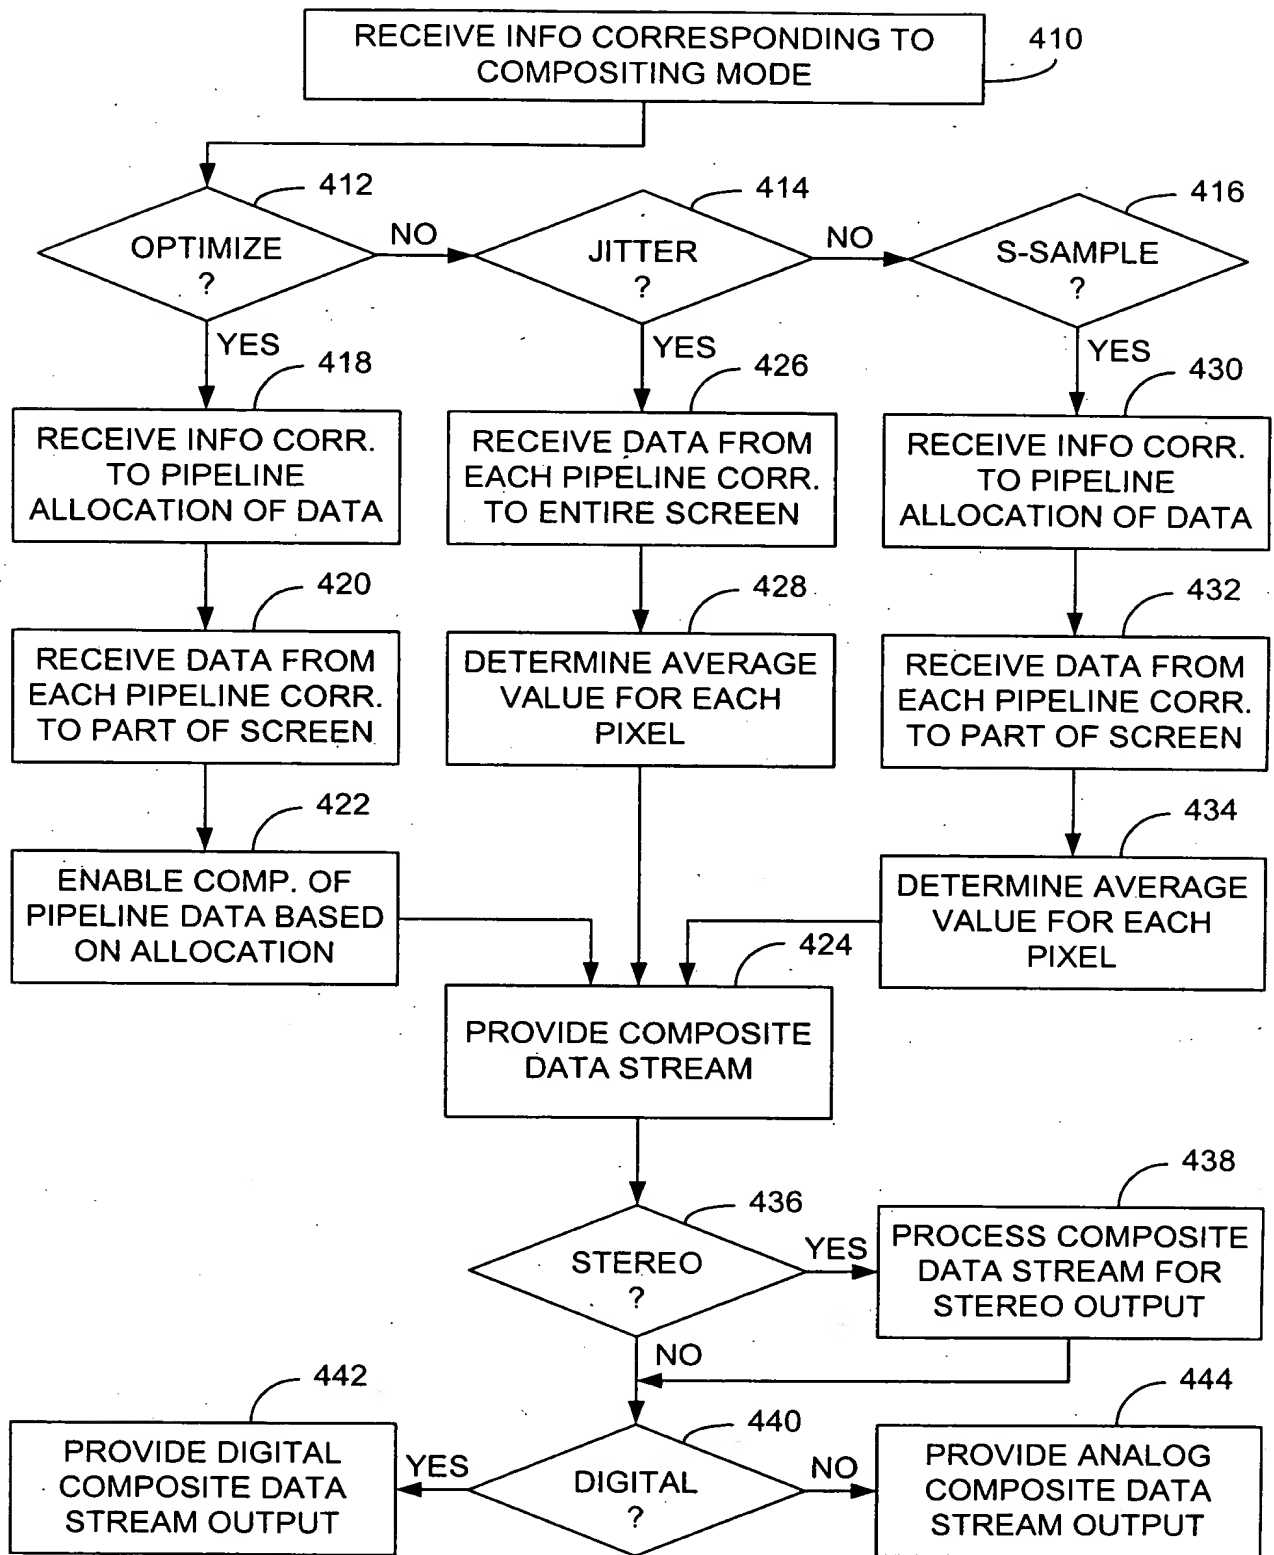 RECEIVE INFO CORRESPONDING TO
COMPOSITING MODE
410
412
OPTIMIZE
?
NO
YES
414
JITTER
?
NO
YES
416
S-SAMPLE
?
YES
418
RECEIVE INFO CORR.
TO PIPELINE
ALLOCATION OF DATA
426
RECEIVE DATA FROM
EACH PIPELINE CORR.
TO ENTIRE SCREEN
430
RECEIVE INFO CORR.
TO PIPELINE
ALLOCATION OF DATA
420
RECEIVE DATA FROM
EACH PIPELINE CORR.
TO PART OF SCREEN
428
DETERMINE AVERAGE
VALUE FOR EACH
PIXEL
432
RECEIVE DATA FROM
EACH PIPELINE CORR.
TO PART OF SCREEN
422
ENABLE COMP. OF
PIPELINE DATA BASED
ON ALLOCATION
434
DETERMINE AVERAGE
VALUE FOR EACH
PIXEL
424
PROVIDE COMPOSITE
DATA STREAM
436
STEREO
?
YES
NO
438
PROCESS COMPOSITE
DATA STREAM FOR
STEREO OUTPUT
440
DIGITAL
?
YES
NO
442
PROVIDE DIGITAL
COMPOSITE DATA
STREAM OUTPUT
444
PROVIDE ANALOG
COMPOSITE DATA
STREAM OUTPUT